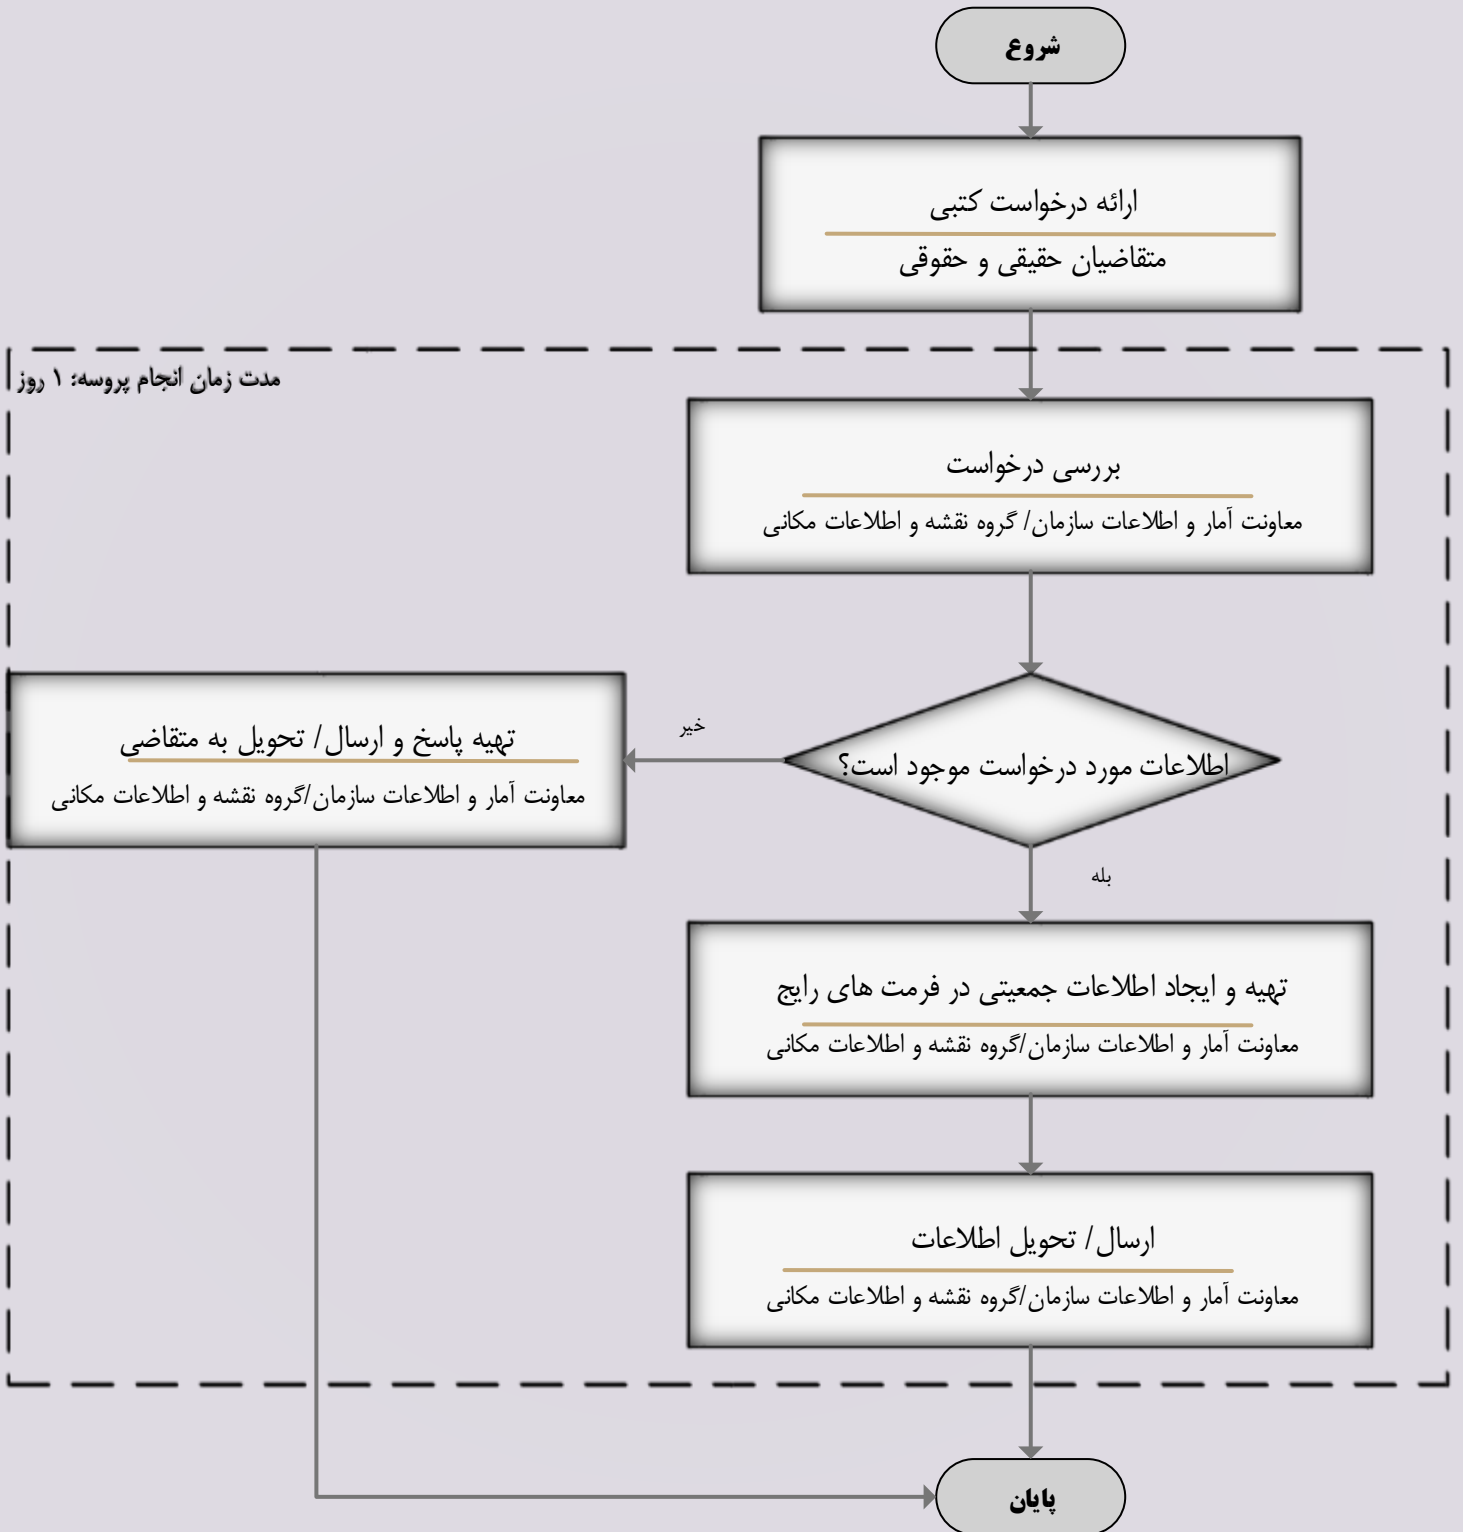 شروع
ارائه درخواست کتبی
متقاضیان حقیقی و حقوقی
مدت زمان انجام پروسه: ۱ روز
بررسی درخواست
معاونت آمار و اطلاعات سازمان/ گروه نقشه و اطلاعات مکانی
اطلاعات مورد درخواست موجود است؟
خیر
تهیه پاسخ و ارسال/ تحویل به متقاضی
معاونت آمار و اطلاعات سازمان/گروه نقشه و اطلاعات مکانی
بله
تهیه و ایجاد اطلاعات جمعیتی در فرمت های رایج
معاونت آمار و اطلاعات سازمان/گروه نقشه و اطلاعات مکانی
ارسال/ تحویل اطلاعات
معاونت آمار و اطلاعات سازمان/گروه نقشه و اطلاعات مکانی
پایان